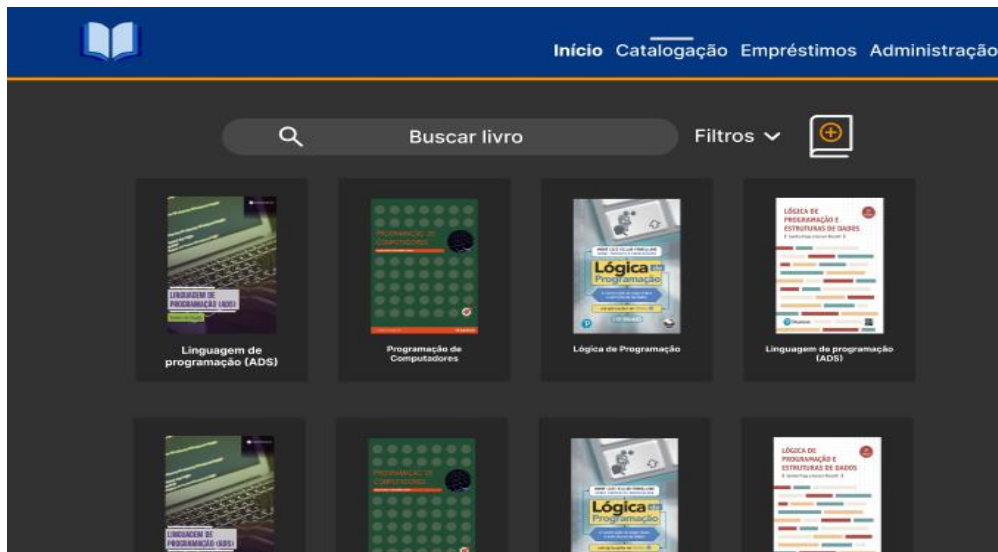 Início Catalogação Empréstimos Administração
Buscar livro
Filtros
LINGUAGEM DE
PROGRAMAÇÃO (ADS)
Linguagem de
programação (ADS)
PROGRAMAÇÃO DE
COMPUTADORES
Programação de
Computadores
Lógica de
Programação
Lógica de Programação
LÓGICA DE
PROGRAMAÇÃO E
ESTRUTURAS DE DADOS
Pearson
Linguagem de programação
(ADS)
LINGUAGEM DE
PROGRAMAÇÃO (ADS)
PROGRAMAÇÃO DE
COMPUTADORES
Lógica de
Programação
LÓGICA DE
PROGRAMAÇÃO E
ESTRUTURAS DE DADOS